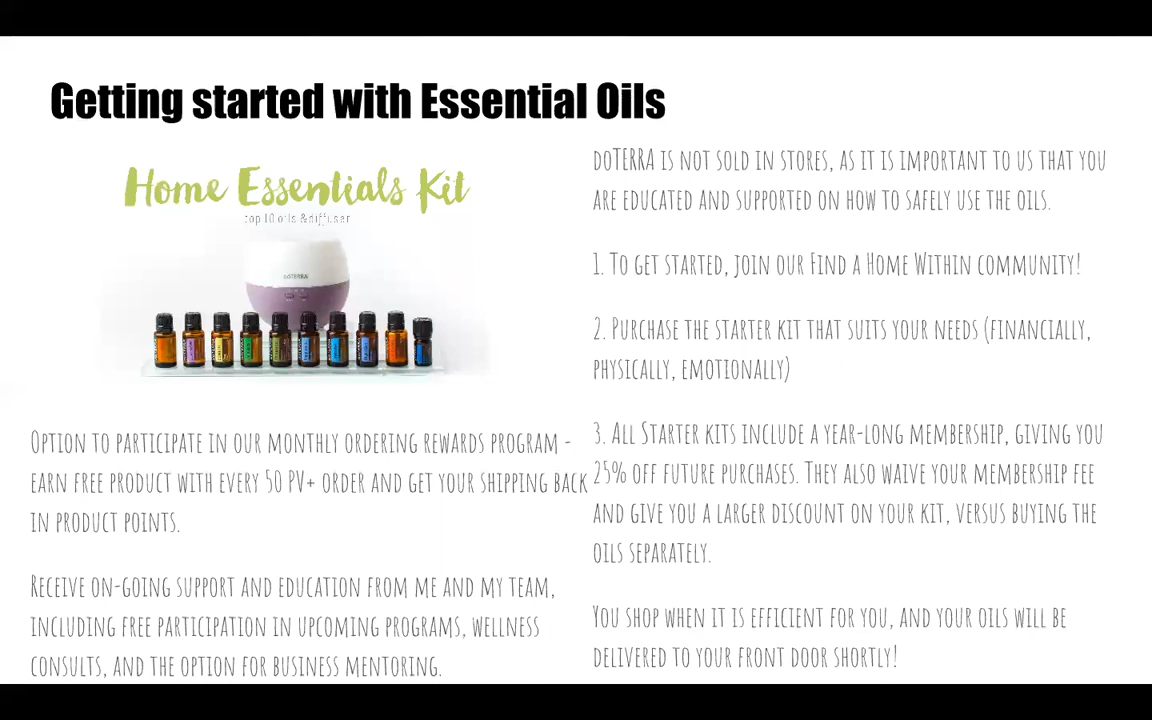 Getting started with Essential Oils
Home Essentials Kit
top 10 oils & diffuser
doTERRA
Option to participate in our monthly ordering rewards program -
earn free product with every 50 PV+ order and get your shipping back
in product points.
Receive on-going support and education from me and my team,
including free participation in upcoming programs, wellness
consults, and the option for business mentoring.
doTERRA is not sold in stores, as it is important to us that you
are educated and supported on how to safely use the oils.
1. To get started, join our Find a Home Within community!
2. Purchase the starter kit that suits your needs (financially,
physically, emotionally)
3. All Starter kits include a year-long membership, giving you
25% off future purchases. They also waive your membership fee
and give you a larger discount on your kit, versus buying the
oils separately.
You shop when it is efficient for you, and your oils will be
delivered to your front door shortly!